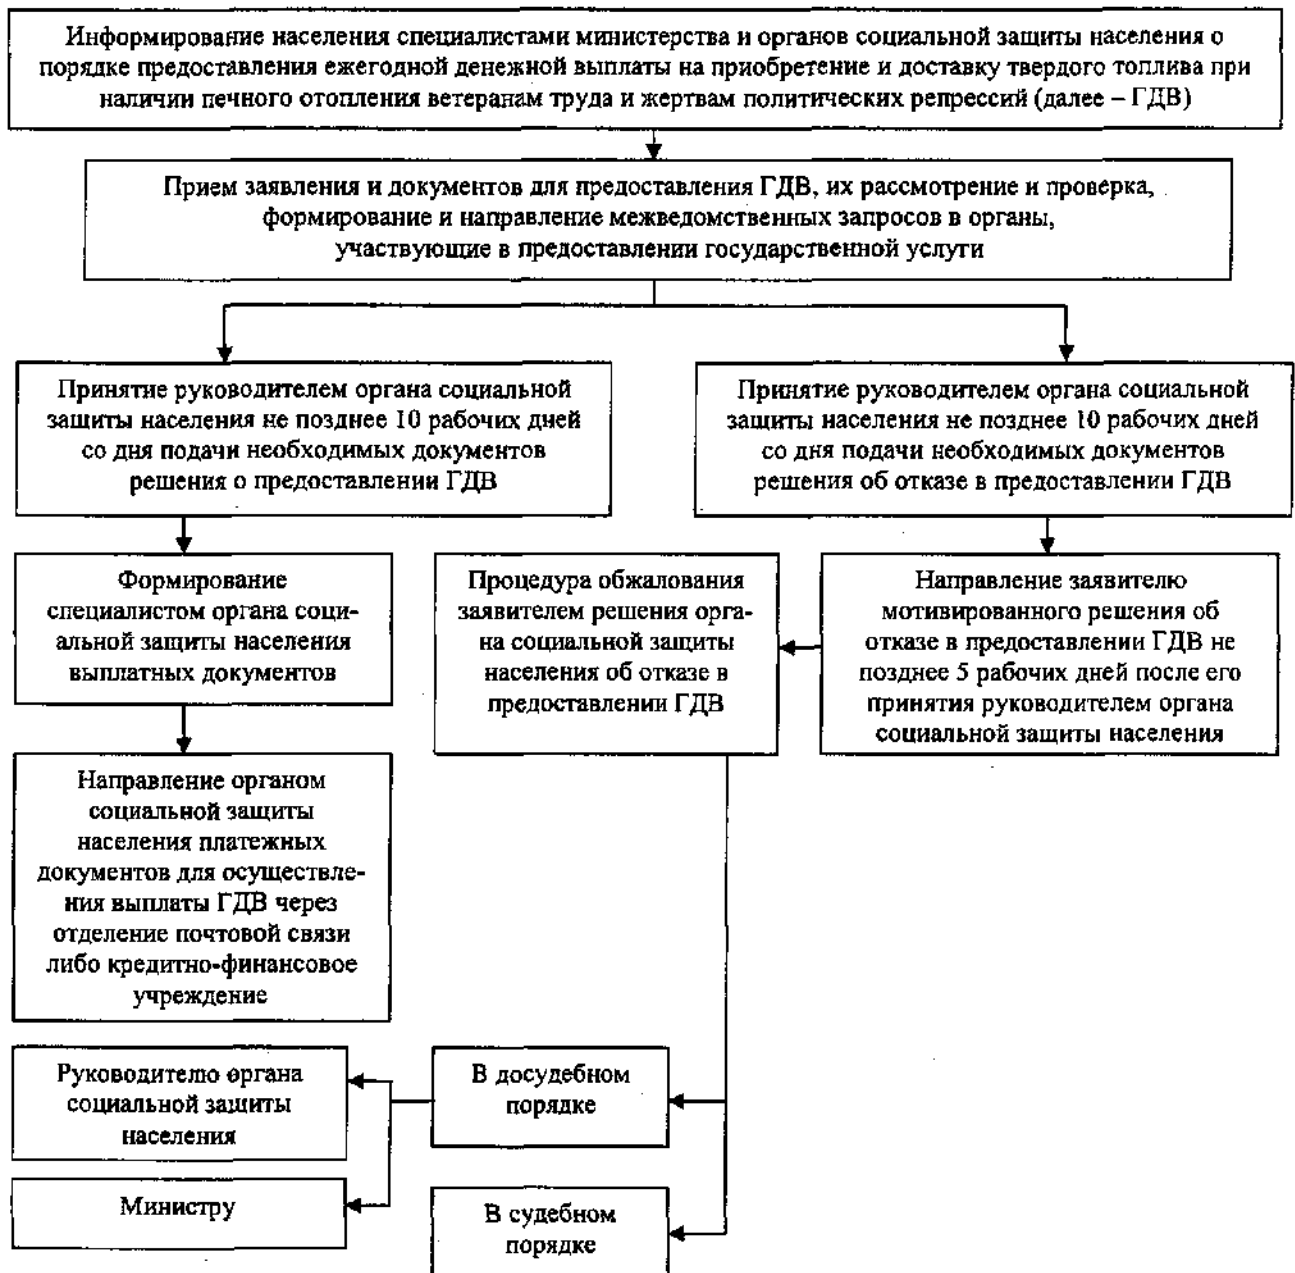 Информирование населения специалистами министерства и органов социальной защиты населения о
порядке предоставления ежегодной денежной выплаты на приобретение и доставку твердого топлива при
наличии печного отопления ветеранам труда и жертвам политических репрессий (далее – ГДВ)
Прием заявления и документов для предоставления ГДВ, их рассмотрение и проверка,
формирование и направление межведомственных запросов в органы,
участвующие в предоставлении государственной услуги
Принятие руководителем органа социальной
защиты населения не позднее 10 рабочих дней
со дня подачи необходимых документов
решения о предоставлении ГДВ
Принятие руководителем органа социальной
защиты населения не позднее 10 рабочих дней
со дня подачи необходимых документов
решения об отказе в предоставлении ГДВ
Формирование
специалистом органа соци-
альной защиты населения
выплатных документов
Процедура обжалования
заявителем решения орга-
на социальной защиты
населения об отказе в
предоставлении ГДВ
Направление заявителю
мотивированного решения об
отказе в предоставлении ГДВ не
позднее 5 рабочих дней после его
принятия руководителем органа
социальной защиты населения
Направление органом
социальной защиты
населения платежных
документов для осуществле-
ния выплаты ГДВ через
отделение почтовой связи
либо кредитно-финансовое
учреждение
Руководителю органа
социальной защиты
населения
В досудебном
порядке
Министру
В судебном
порядке